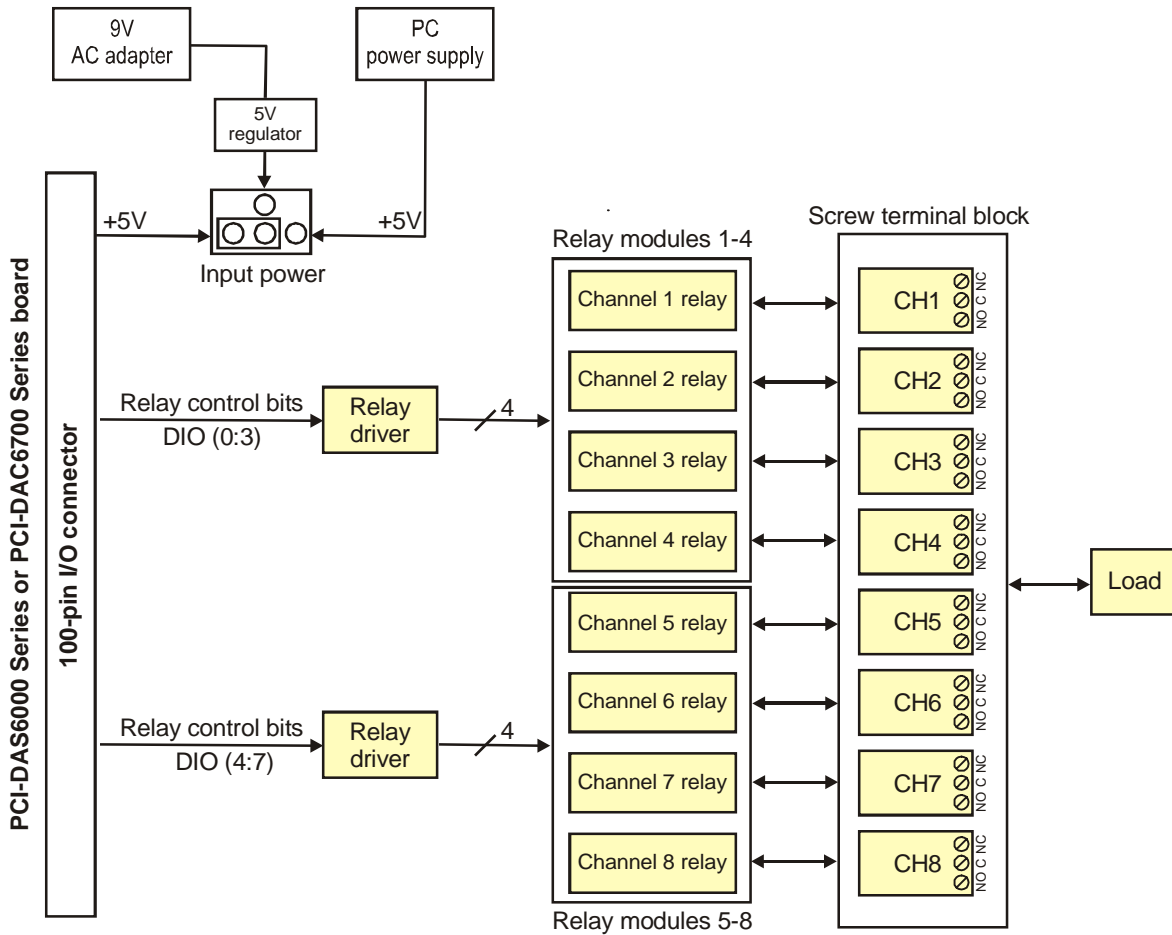 9V
AC adapter
PC
power supply
5V
regulator
+5V
+5V
Input power
PCI-DAS6000 Series or PCI-DAC6700 Series board
100-pin I/O connector
Relay control bits
DIO (0:3)
Relay
driver
4
Relay control bits
DIO (4:7)
Relay
driver
4
Relay modules 1-4
Channel 1 relay
Channel 2 relay
Channel 3 relay
Channel 4 relay
Channel 5 relay
Channel 6 relay
Channel 7 relay
Channel 8 relay
Relay modules 5-8
Screw terminal block
CH1
NO C NC
CH2
NO C NC
CH3
NO C NC
CH4
NO C NC
CH5
NO C NC
CH6
NO C NC
CH7
NO C NC
CH8
NO C NC
Load